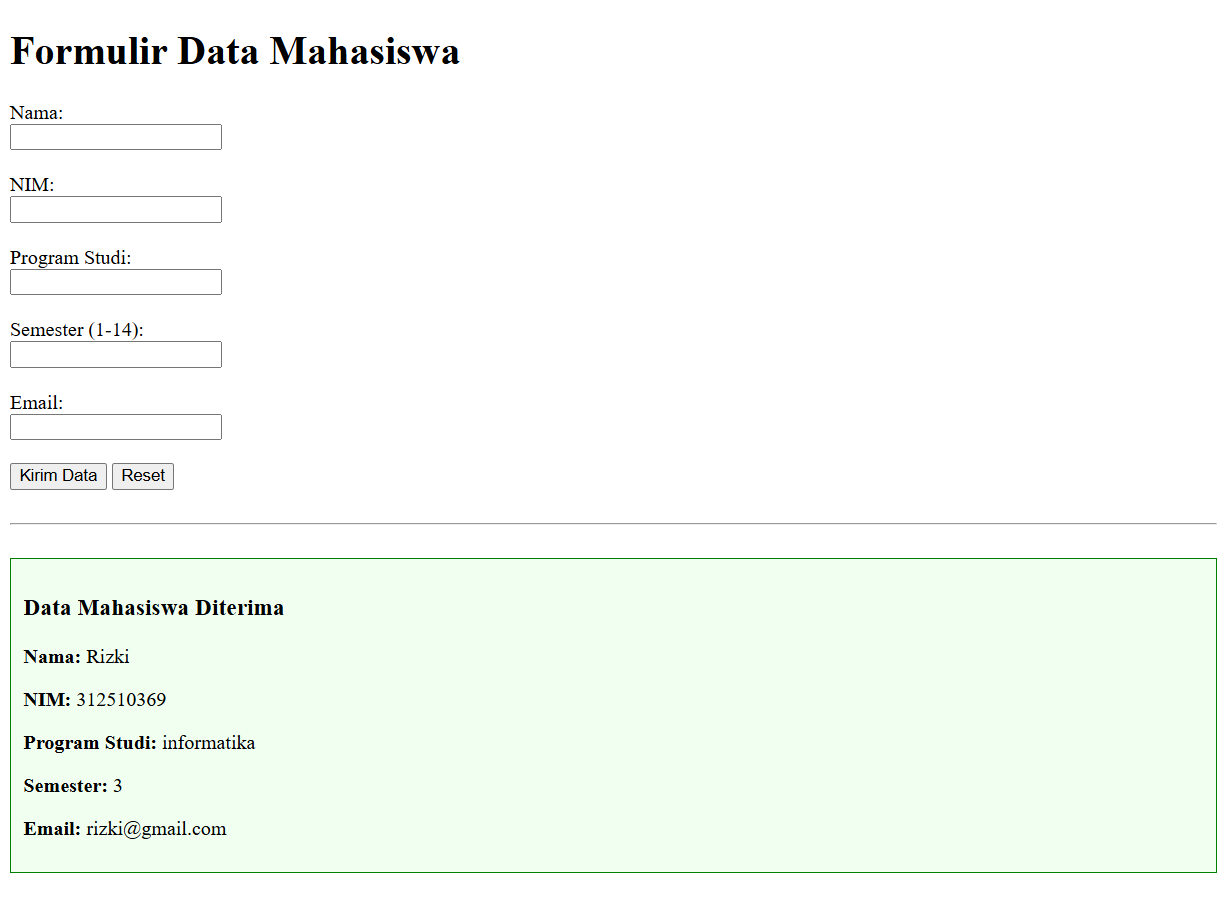 Formulir Data Mahasiswa
Nama:
NIM:
Program Studi:
Semester (1-14):
Email:
Kirim Data Reset
Data Mahasiswa Diterima
Nama: Rizki
NIM: 312510369
Program Studi: informatika
Semester: 3
Email: rizki@gmail.com